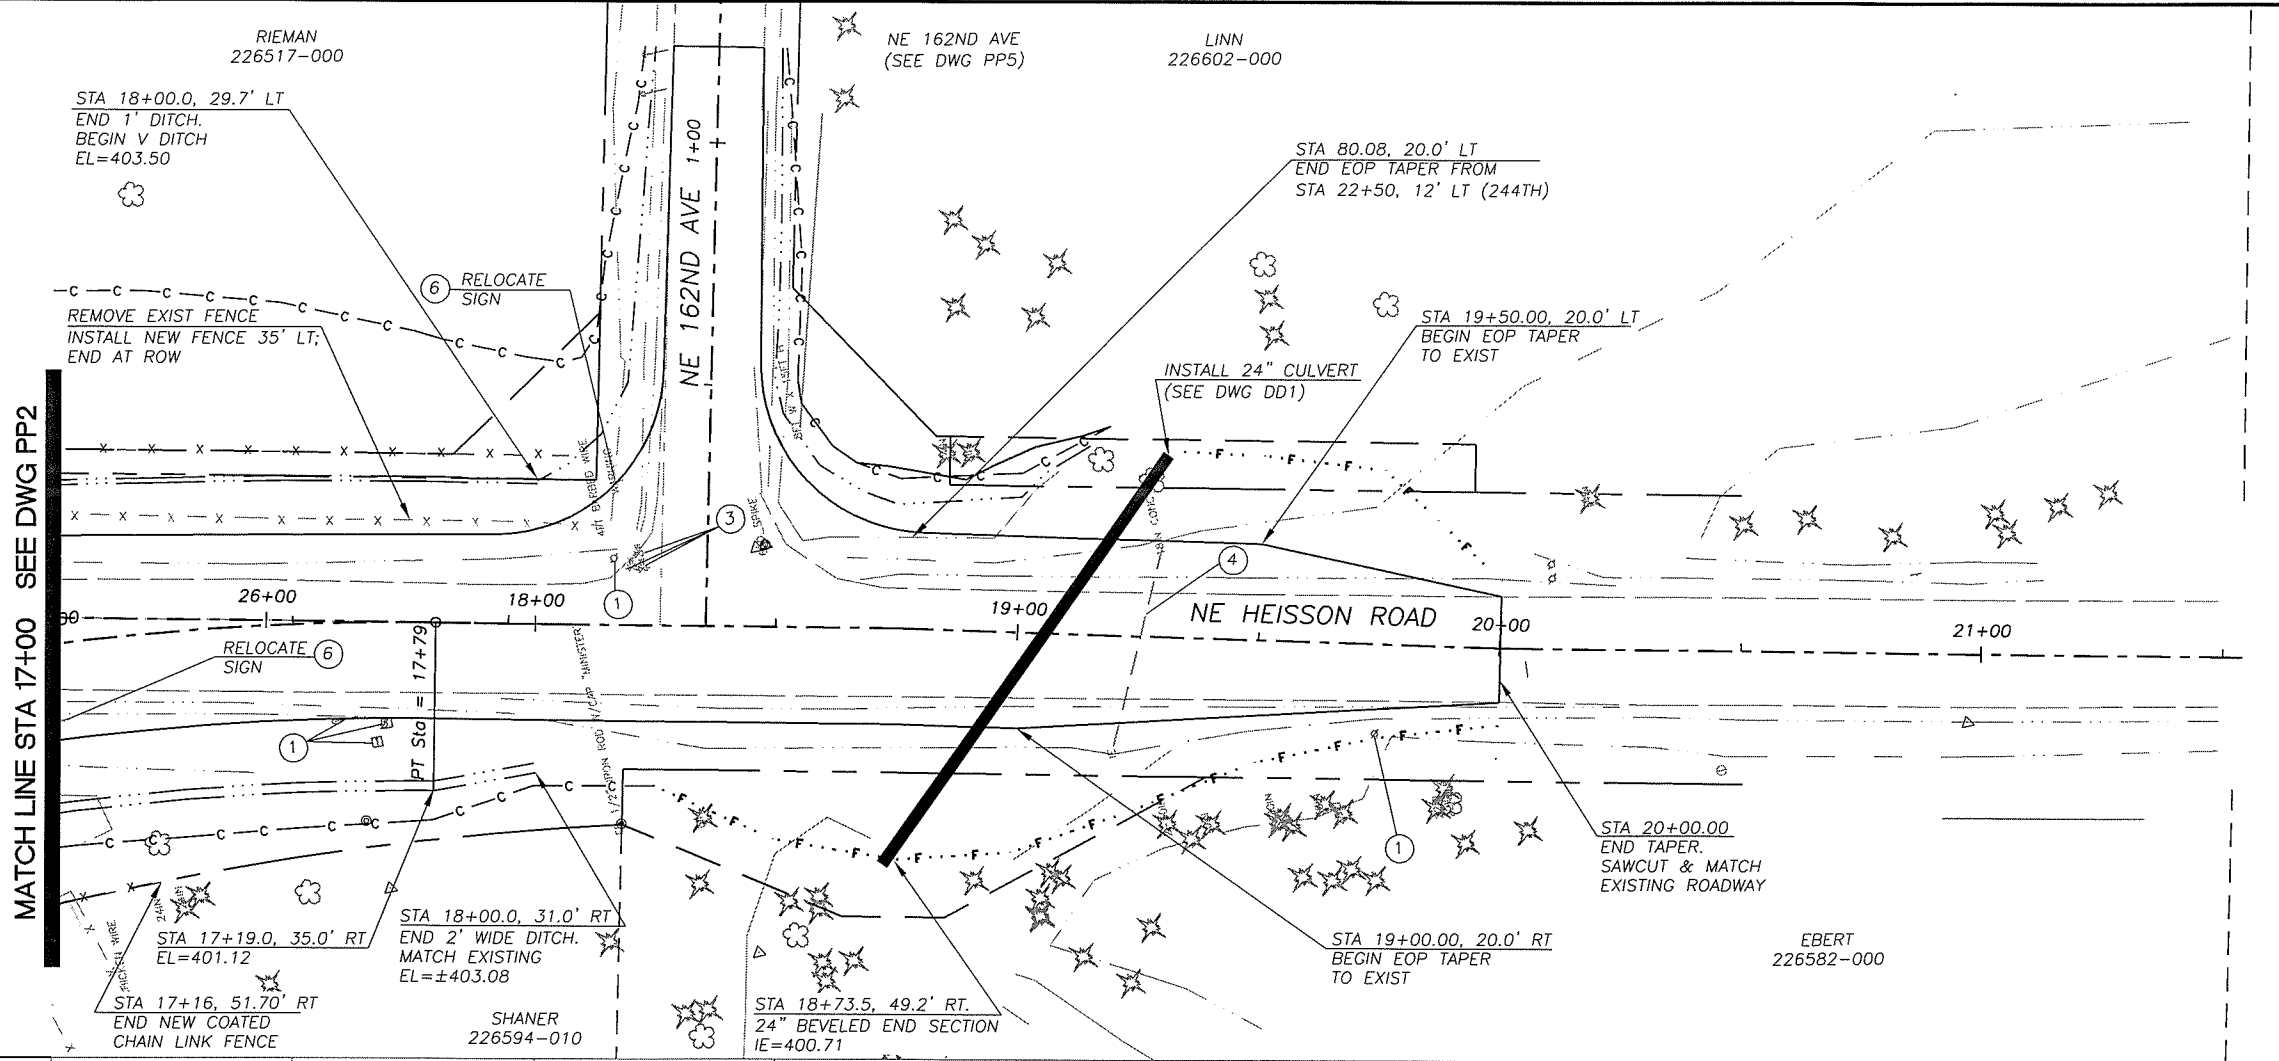 RIEMAN
226517-000
NE 162ND AVE
(SEE DWG PP5)
LINN
226602-000
STA 18+00.0, 29.7' LT
END 1' DITCH.
BEGIN V DITCH
EL=403.50
STA 80.08, 20.0' LT
END EOP TAPER FROM
STA 22+50, 12' LT (244TH)
NE 162ND AVE 1+00
6 RELOCATE
SIGN
REMOVE EXIST FENCE
INSTALL NEW FENCE 35' LT;
END AT ROW
STA 19+50.00, 20.0' LT
BEGIN EOP TAPER
TO EXIST
INSTALL 24" CULVERT
(SEE DWG DD1)
MATCH LINE STA 17+00 SEE DWG PP2
3
4
1
26+00
18+00
19+00
NE HEISSON ROAD
20+00
21+00
RELOCATE 6
SIGN
PT Sta = 17+79
1
1
STA 20+00.00
END TAPER.
SAWCUT & MATCH
EXISTING ROADWAY
STA 18+00.0, 31.0' RT
END 2' WIDE DITCH.
MATCH EXISTING
EL=±403.08
STA 17+19.0, 35.0' RT
EL=401.12
STA 19+00.00, 20.0' RT
BEGIN EOP TAPER
TO EXIST
EBERT
226582-000
STA 17+16, 51.70' RT
END NEW COATED
CHAIN LINK FENCE
SHANER
226594-010
STA 18+73.5, 49.2' RT.
24" BEVELED END SECTION
IE=400.71